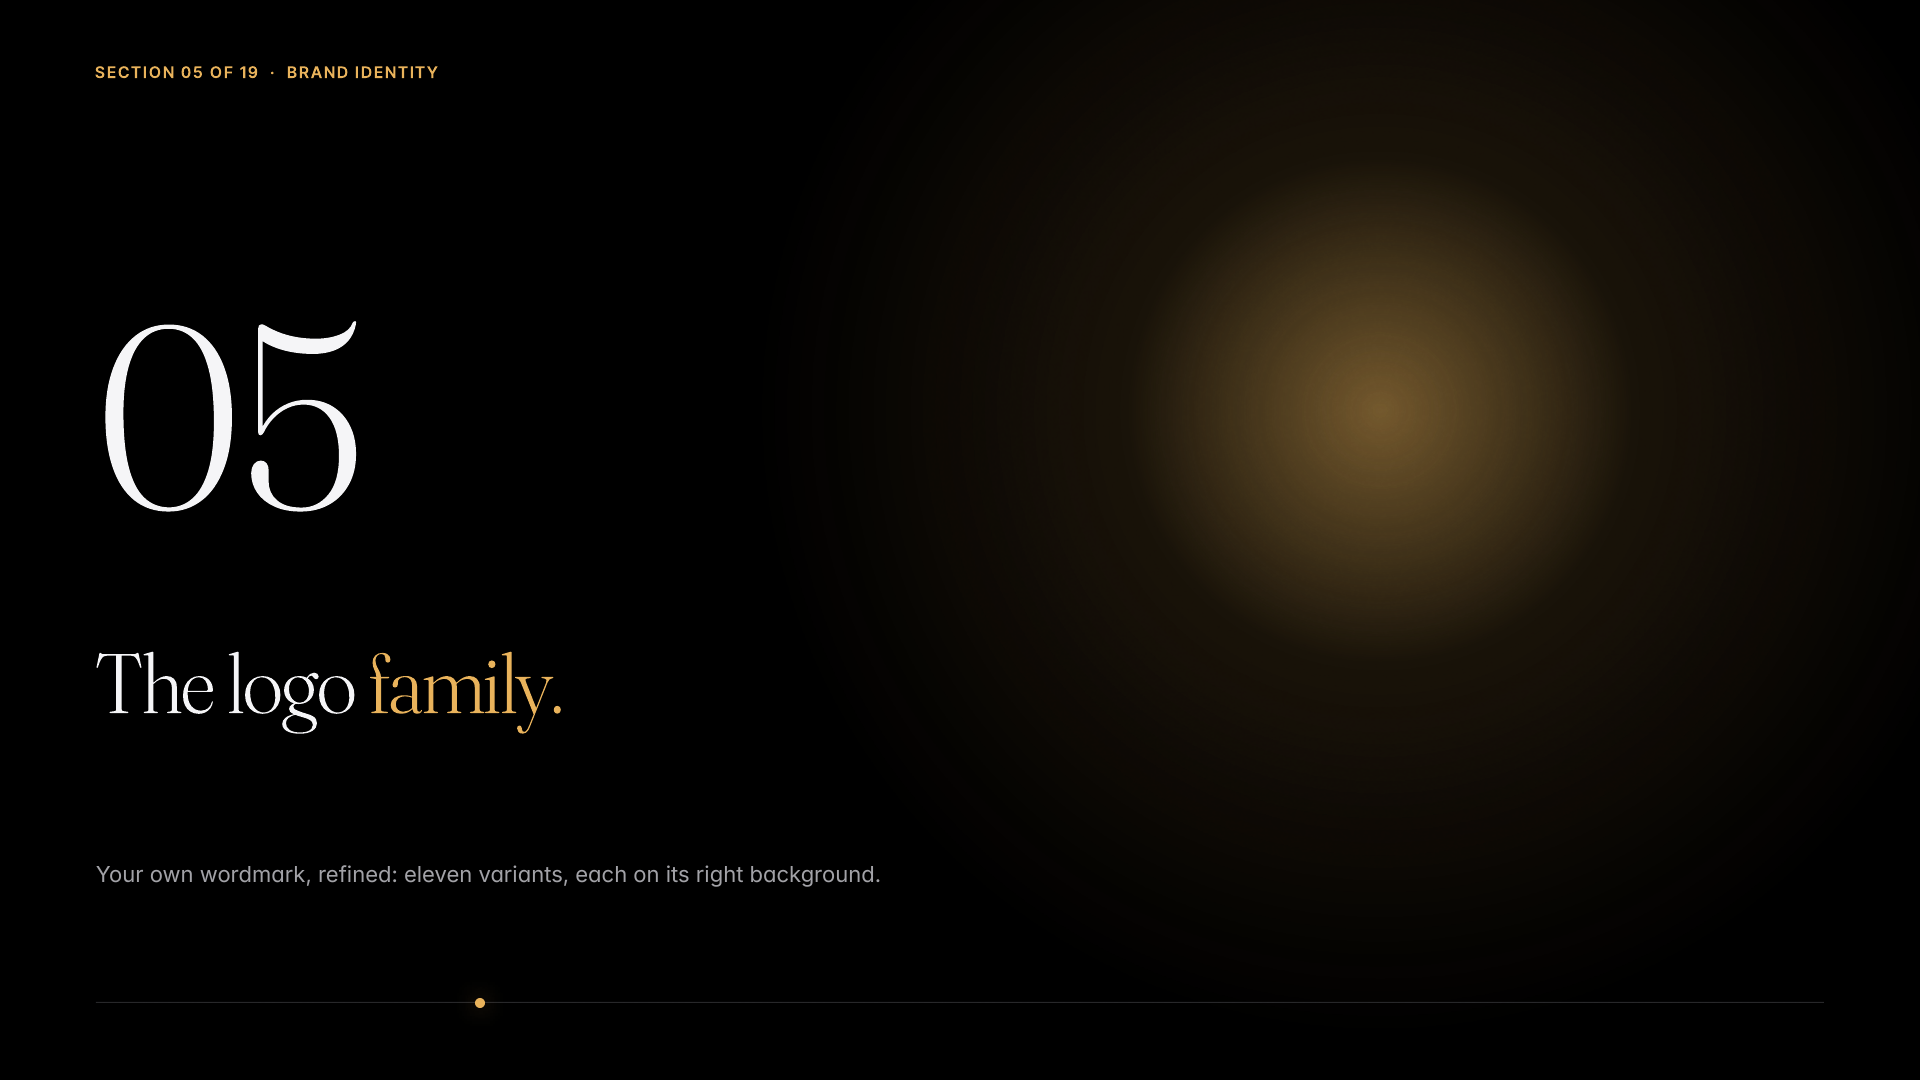 SECTION 05 OF 19 · BRAND IDENTITY
05
The logo family.
Your own wordmark, refined: eleven variants, each on its right background.